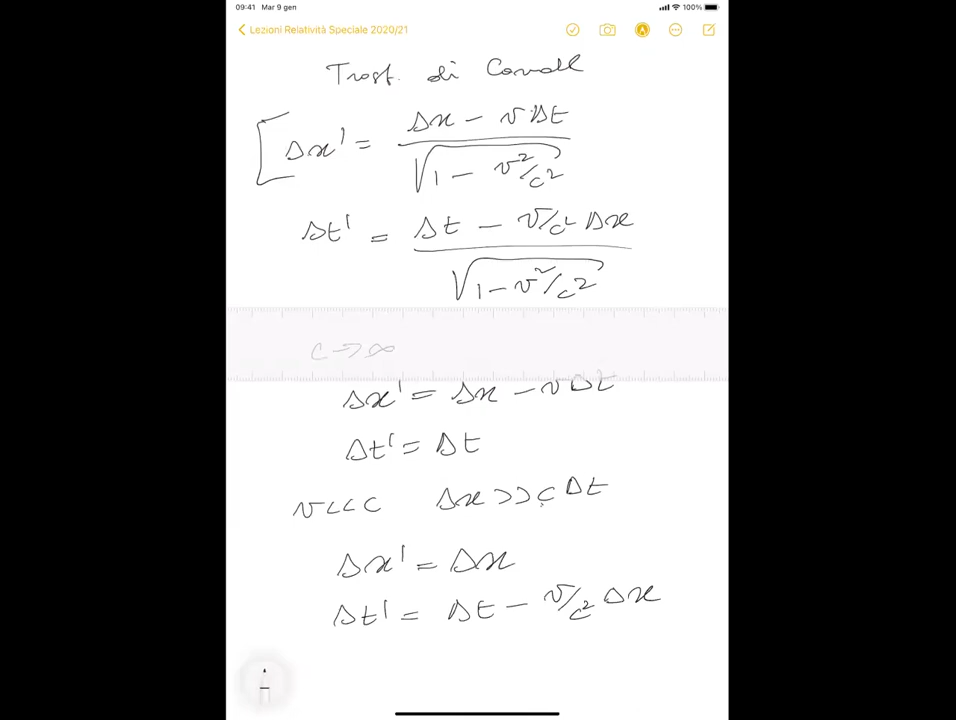 09:41 Mar 9 gen 100%
Lezioni Relatività Speciale 2020/21
Trasf. di Carroll
Δx' = (Δx - vΔt) / √(1 - v²/c²)
Δt' = (Δt - v/c² Δx) / √(1 - v²/c²)
c → ∞
Δx' = Δx - vΔt
Δt' = Δt
v << c Δx >> cΔt
Δx' = Δx
Δt' = Δt - v/c² Δx